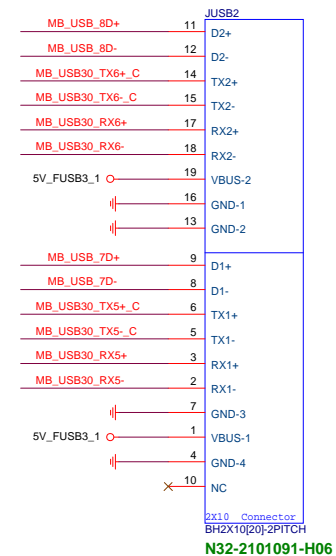 JUSB2
MB_USB_8D+ 11 D2+
MB_USB_8D- 12 D2-
MB_USB30_TX6+_C 14 TX2+
MB_USB30_TX6-_C 15 TX2-
MB_USB30_RX6+ 17 RX2+
MB_USB30_RX6- 18 RX2-
5V_FUSB3_1 19 VBUS-2
16 GND-1
13 GND-2
MB_USB_7D+ 9 D1+
MB_USB_7D- 8 D1-
MB_USB30_TX5+_C 6 TX1+
MB_USB30_TX5-_C 5 TX1-
MB_USB30_RX5+ 3 RX1+
MB_USB30_RX5- 2 RX1-
7 GND-3
5V_FUSB3_1 1 VBUS-1
4 GND-4
10 NC
2X10 Connector
BH2X10[20]-2PITCH
N32-2101091-H06